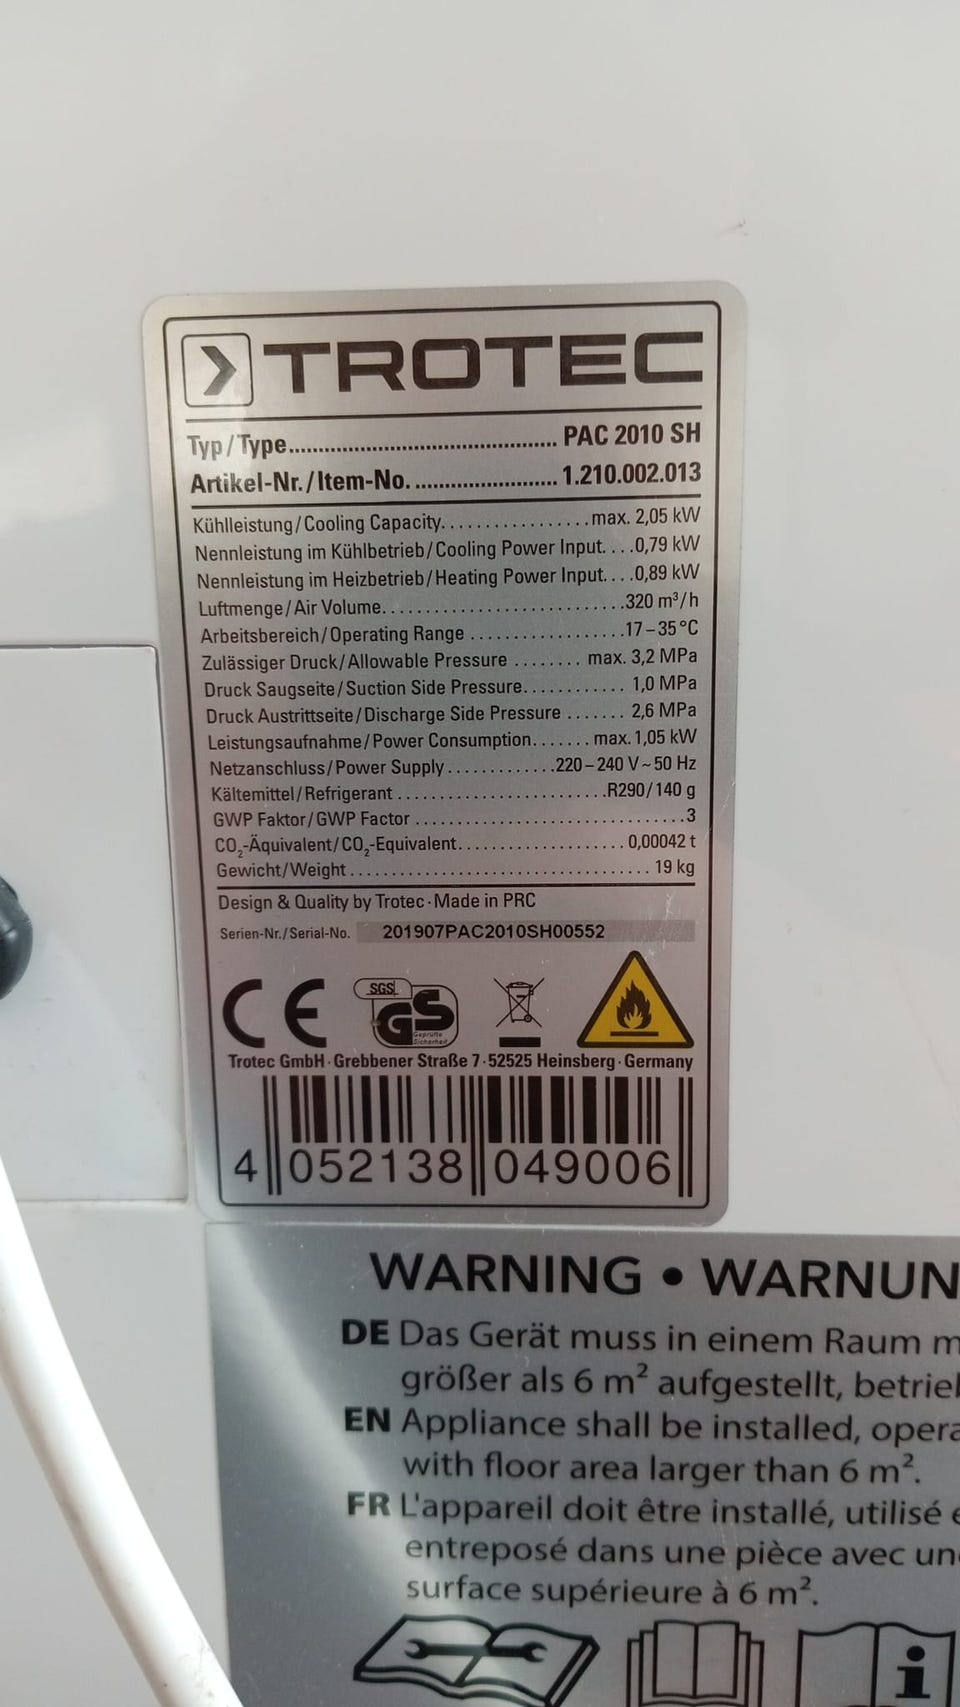 TROTEC
Typ/Type........................................ PAC 2010 SH
Artikel-Nr./Item-No. ......................... 1.210.002.013
Kühlleistung/Cooling Capacity. . . . . . . . . . . . . . . . .max. 2,05 kW
Nennleistung im Kühlbetrieb/Cooling Power Input. . . .0,79 kW
Nennleistung im Heizbetrieb/Heating Power Input. . . .0,89 kW
Luftmenge/Air Volume. . . . . . . . . . . . . . . . . . . . . . . . . . .320 m³/h
Arbeitsbereich/Operating Range . . . . . . . . . . . . . . . . . .17–35°C
Zulässiger Druck/Allowable Pressure . . . . . . . . max. 3,2 MPa
Druck Saugseite/Suction Side Pressure. . . . . . . . . . . . 1,0 MPa
Druck Austrittseite/Discharge Side Pressure . . . . . . . 2,6 MPa
Leistungsaufnahme/Power Consumption. . . . . . . max. 1,05 kW
Netzanschluss/Power Supply . . . . . . . . . . . . .220–240 V ~ 50 Hz
Kältemittel/Refrigerant . . . . . . . . . . . . . . . . . . . . . . . .R290/140 g
GWP Faktor/GWP Factor . . . . . . . . . . . . . . . . . . . . . . . . . . . . . .3
CO₂-Äquivalent/CO₂-Equivalent. . . . . . . . . . . . . . . . . . . 0,00042 t
Gewicht/Weight . . . . . . . . . . . . . . . . . . . . . . . . . . . . . . . . . . 19 kg
Design & Quality by Trotec · Made in PRC
Serien-Nr./Serial-No. 201907PAC2010SH00552
CE SGS GS
Geprüfte
Sicherheit
Trotec GmbH · Grebbener Straße 7 · 52525 Heinsberg · Germany
4 052138 049006
WARNING • WARNUN
DE Das Gerät muss in einem Raum m
größer als 6 m² aufgestellt, betrie
EN Appliance shall be installed, opera
with floor area larger than 6 m².
FR L'appareil doit être installé, utilisé e
entreposé dans une pièce avec un
surface supérieure à 6 m².